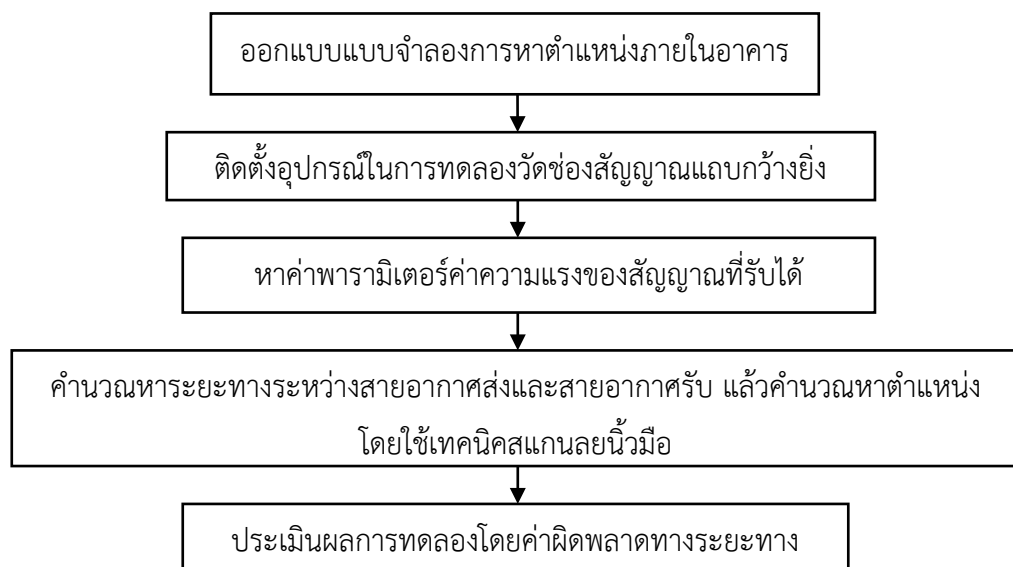 ออกแบบแบบจำลองการหาตำแหน่งภายในอาคาร
ติดตั้งอุปกรณ์ในการทดลองวัดช่องสัญญาณแถบกว้างยิ่ง
หาค่าพารามิเตอร์ค่าความแรงของสัญญาณที่รับได้
คำนวณหาระยะทางระหว่างสายอากาศส่งและสายอากาศรับ แล้วคำนวณหาตำแหน่ง
โดยใช้เทคนิคสแกนลยนิ้วมือ
ประเมินผลการทดลองโดยค่าผิดพลาดทางระยะทาง